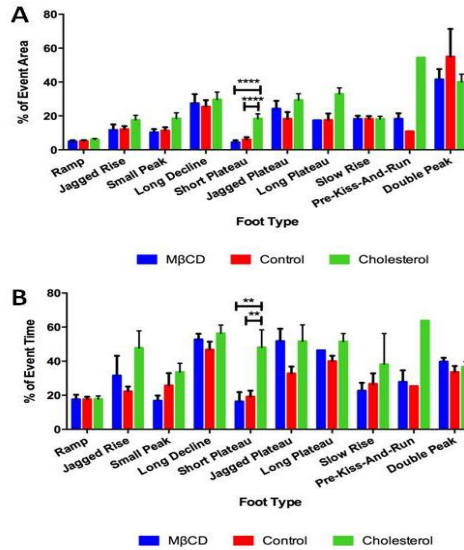 A
% of Event Area
80
60
40
20
0
****
****
Ramp
Jagged Rise
Small Peak
Long Decline
Short Plateau
Jagged Plateau
Long Plateau
Slow Rise
Pre-Kiss-And-Run
Double Peak
Foot Type
MβCD Control Cholesterol
B
% of Event Time
80
60
40
20
0
**
**
Ramp
Jagged Rise
Small Peak
Long Decline
Short Plateau
Jagged Plateau
Long Plateau
Slow Rise
Pre-Kiss-And-Run
Double Peak
Foot Type
MβCD Control Cholesterol